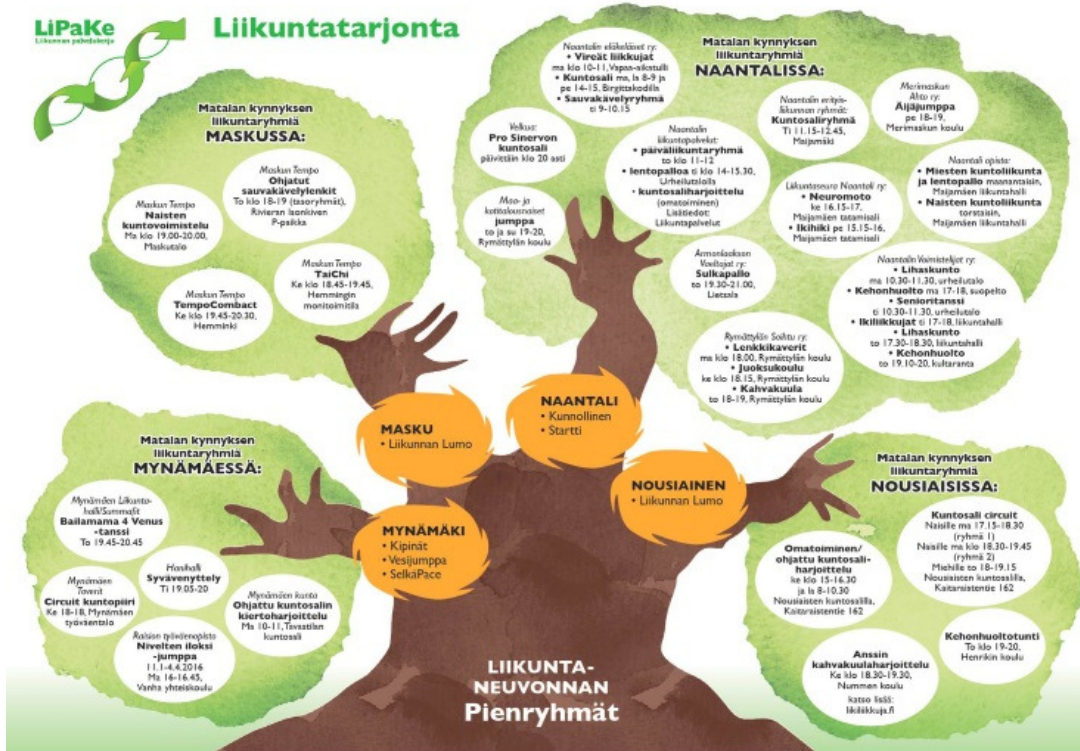 LiPaKe
Liikunnan palveluketju
Liikuntatarjonta
Matalan kynnyksen
liikuntaryhmiä
MASKUSSA:
Maskun Tempo
Ohjatut
sauvakävelylenkit
To klo 18-19 (tasoryhmät),
Rivieran Isonkiven
P-paikka
Maskun Tempo
Naisten
kuntovoimistelu
Ma klo 19.00-20.00,
Maskutalo
Maskun Tempo
TaiChi
Ke klo 18.45-19.45,
Hemmingin
monitoimitila
Maskun Tempo
TempoCombact
Ke klo 19.45-20.30,
Hemminki
Matalan kynnyksen
liikuntaryhmiä
NAANTALISSA:
Naantalin eläkeläiset ry:
• Vireät liikkujat
ma klo 10-11, Vapaa-aikatalli
• Kuntosali ma, la 8-9 ja
pe 14-15, Birgittakodilla
• Sauvakävelyryhmä
ti 9-10.15
Velkua:
Pro Sinervon
kuntosali
päivittäin klo 20 asti
Naantalin
liikuntapalvelut:
• päiväliikuntaryhmä
to klo 11-12
• lentopalloa ti klo 14-15.30,
Urheilutalolla
• kuntosaliharjoittelu
(omatoiminen)
Lisätiedot:
Liikuntapalvelut
Naantalin erityis-
liikunnan ryhmät:
Kuntosaliryhmä
Ti 11.15-12.45,
Maijamäki
Merimaskun
Ahto ry:
Äijäjumppa
pe 18-19,
Merimaskun koulu
Maa- ja
kotitalousnaiset
jumppa
to ja su 19-20,
Rymättylän koulu
Liikuntaseura Naantali ry:
• Neuromoto
ke 16.15-17,
Maijamäen tatamisali
• Ikihiki pe 15.15-16,
Maijamäen tatamisali
Naantali opisto:
• Miesten kuntoliikunta
ja lentopallo maanantaisin,
Maijamäen liikuntahalli
• Naisten kuntoliikunta
torstaisin,
Maijamäen liikuntahalli
Armonlaakson
Vaeltajat ry:
Sulkapallo
to 19.30-21.00,
Lietsala
Naantalin Voimistelijat ry:
• Lihaskunto
ma 10.30-11.30, urheilutalo
• Kehonhuolto ma 17-18, suopelto
• Senioritanssi
ti 10.30-11.30, urheilutalo
• Ikiliikkujat ti 17-18, liikuntahalli
• Lihaskunto
to 17.30-18.30, liikuntahalli
• Kehonhuolto
to 19.10-20, kultaranta
Rymättylän Soihtu ry:
• Lenkkikaverit
ma klo 18.00, Rymättylän koulu
• Juoksukoulu
ke klo 18.15, Rymättylän koulu
• Kahvakuula
to 18-19, Rymättylän koulu
MASKU
• Liikunnan Lumo
NAANTALI
• Kunnollinen
• Startti
NOUSIAINEN
• Liikunnan Lumo
MYNÄMÄKI
• Kipinät
• Vesijumppa
• SelkäPace
Matalan kynnyksen
liikuntaryhmiä
MYNÄMÄESSÄ:
Mynämäen Liikunta-
halli/Summafit
Bailamama 4 Venus
-tanssi
To 19.45-20.45
Harihalli
Syvävenyttely
Ti 19.05-20
Mynämäen
Toverit
Circuit kuntopiiri
Ke 18-18, Mynämäen
työväentalo
Mynämäen kunta
Ohjattu kuntosalin
kiertoharjoittelu
Ma 10-11, Tavastilan
kuntosali
Raision työväenopisto
Nivelten iloksi
-jumppa
11.1-4.4.2016
Ma 16-16.45,
Vanha yhteiskoulu
Matalan kynnyksen
liikuntaryhmiä
NOUSIAISISSA:
Kuntosali circuit
Naisille ma 17.15-18.30
(ryhmä 1)
Naisille ma klo 18.30-19.45
(ryhmä 2)
Miehille to 18-19.15
Nousiaisten kuntosalilla,
Kaitaraistentie 162
Omatoiminen/
ohjattu kuntosali-
harjoittelu
ke klo 15-16.30
ja la 8-10.30
Nousiaisten kuntosalilla,
Kaitaraistentie 162
Kehonhuoltotunti
To klo 19-20,
Henrikin koulu
Anssin
kahvakuulaharjoittelu
Ke klo 18.30-19.30,
Nummen koulu
katso lisää:
likiliikkuja.fi
LIIKUNTA-
NEUVONNAN
Pienryhmät